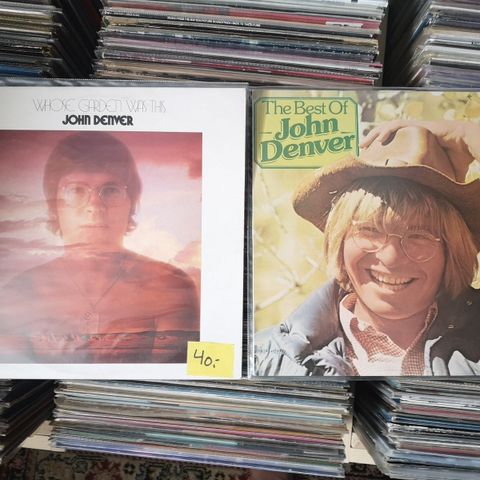 WHOSE GARDEN WAS THIS
JOHN DENVER
40:-
The Best Of
John
Denver